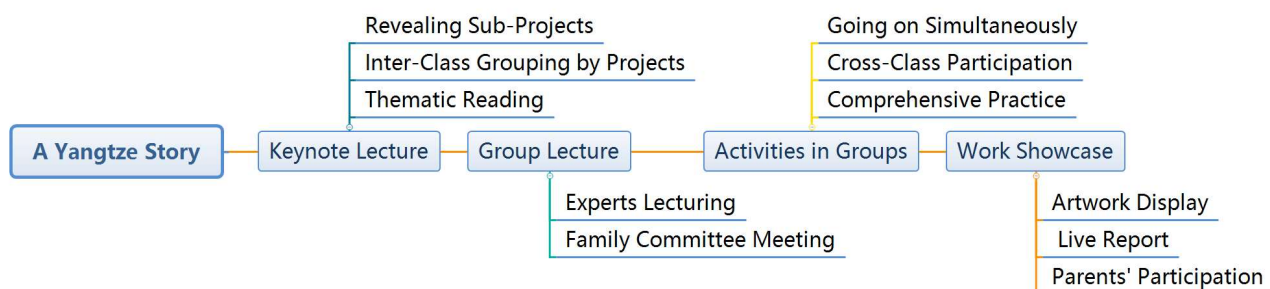 Revealing Sub-Projects
Inter-Class Grouping by Projects
Thematic Reading
Going on Simultaneously
Cross-Class Participation
Comprehensive Practice
A Yangtze Story
Keynote Lecture
Group Lecture
Activities in Groups
Work Showcase
Experts Lecturing
Family Committee Meeting
Artwork Display
Live Report
Parents' Participation